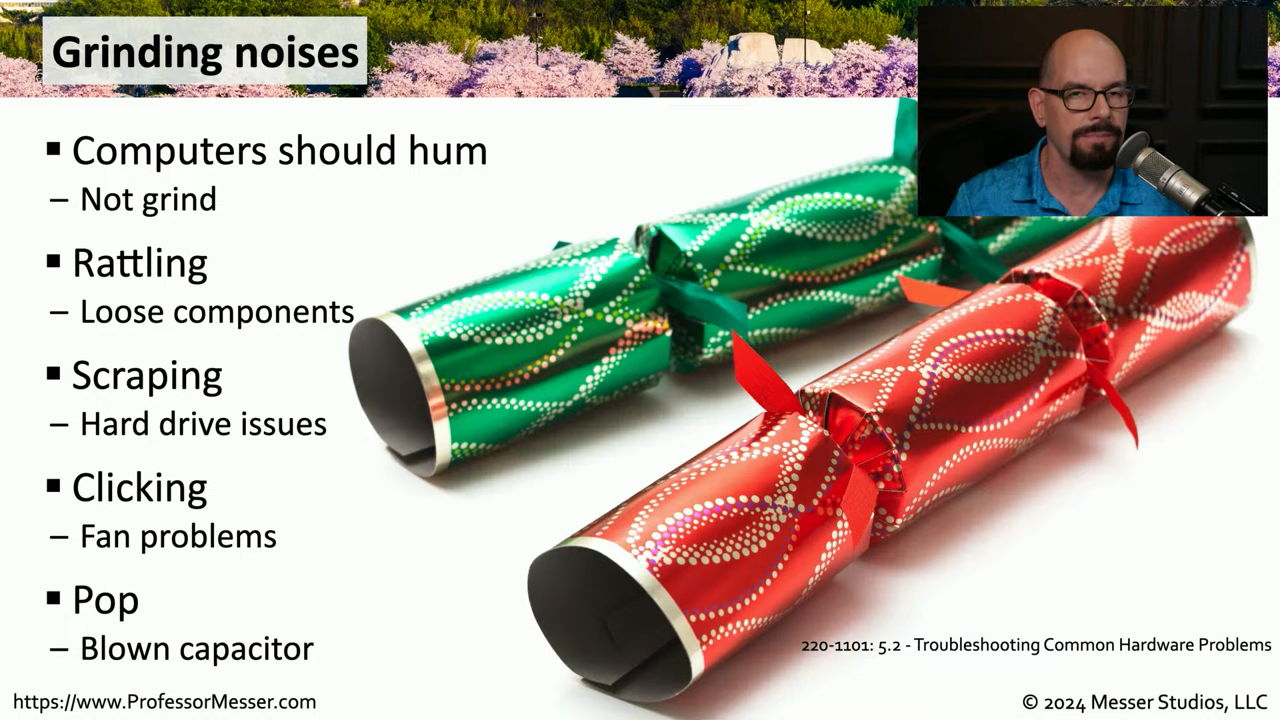 Grinding noises
▪ Computers should hum
– Not grind
▪ Rattling
– Loose components
▪ Scraping
– Hard drive issues
▪ Clicking
– Fan problems
▪ Pop
– Blown capacitor
220-1101: 5.2 - Troubleshooting Common Hardware Problems
https://www.ProfessorMesser.com
© 2024 Messer Studios, LLC